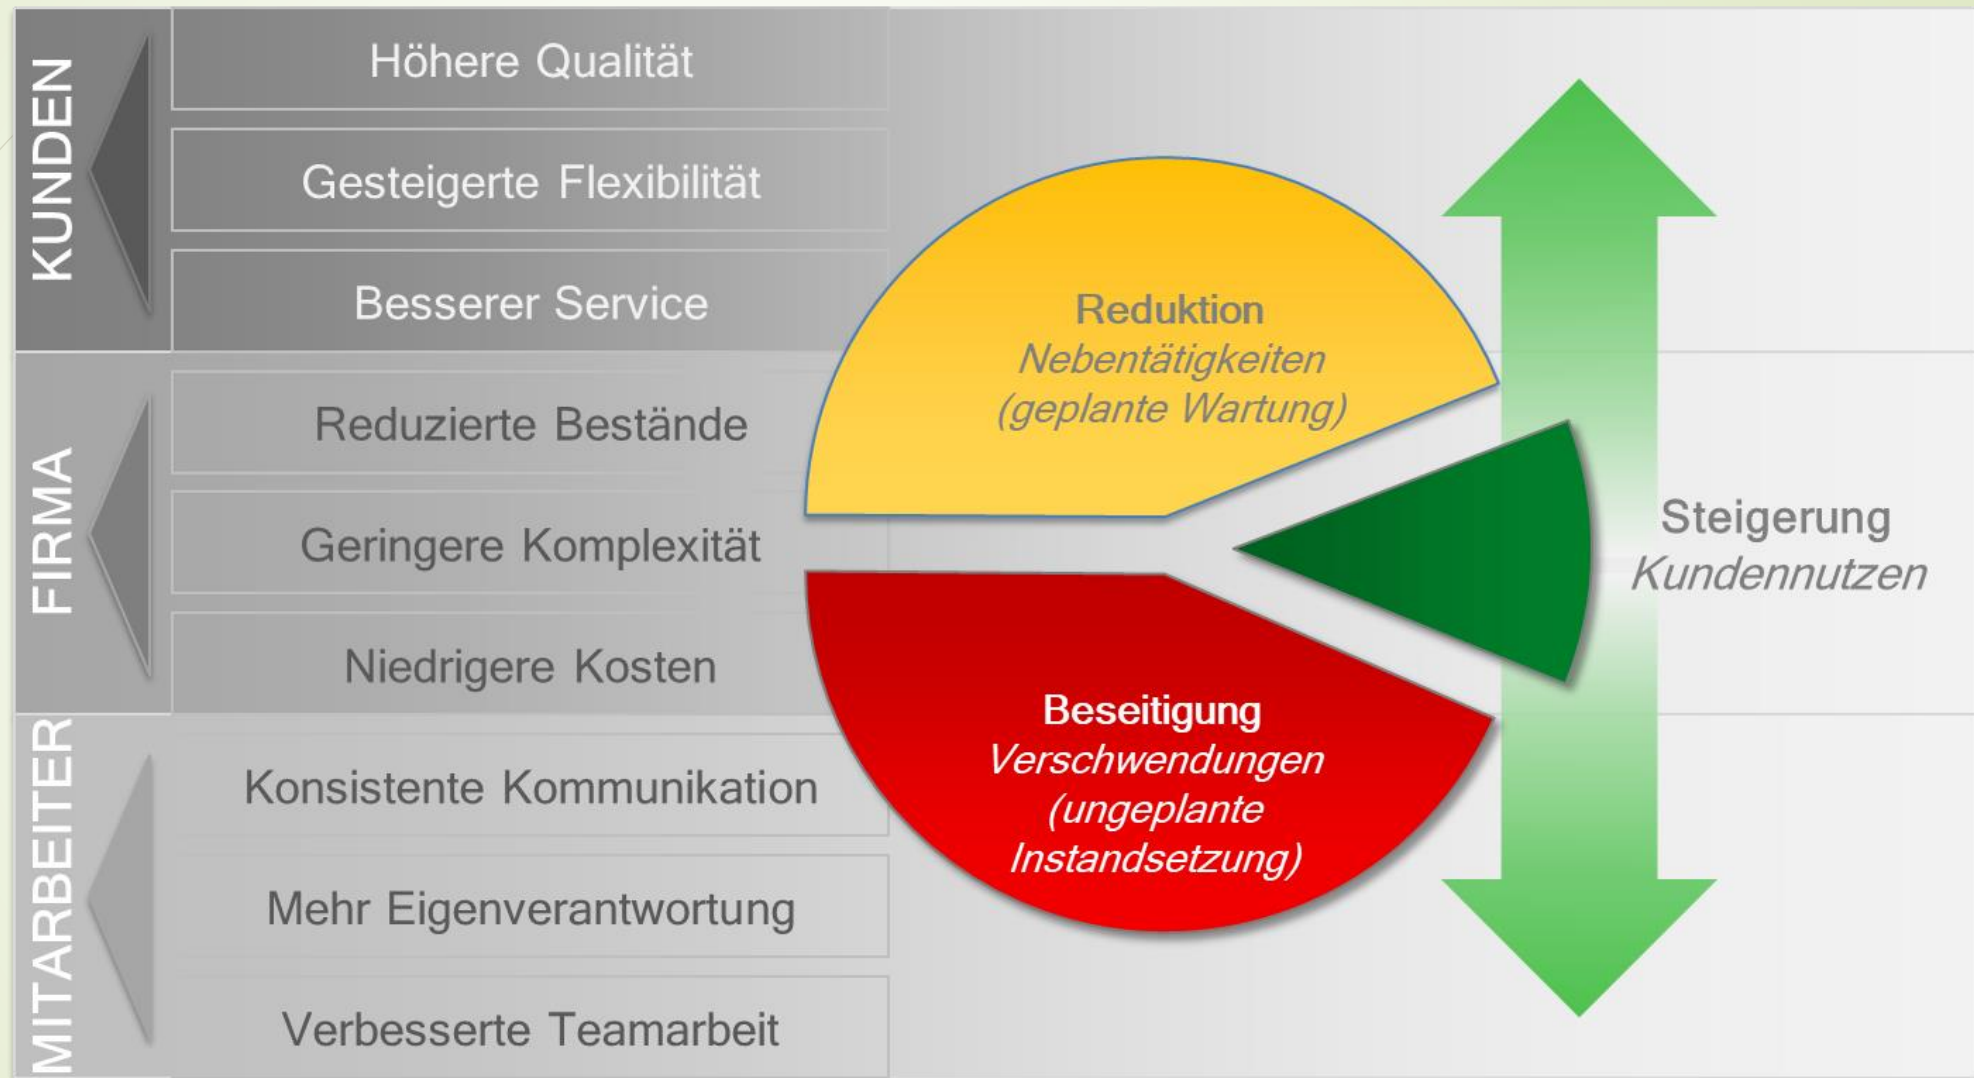 KUNDEN
Höhere Qualität
Gesteigerte Flexibilität
Besserer Service
FIRMA
Reduzierte Bestände
Geringere Komplexität
Niedrigere Kosten
MITARBEITER
Konsistente Kommunikation
Mehr Eigenverantwortung
Verbesserte Teamarbeit
Reduktion
Nebentätigkeiten
(geplante Wartung)
Steigerung
Kundennutzen
Beseitigung
Verschwendungen
(ungeplante
Instandsetzung)